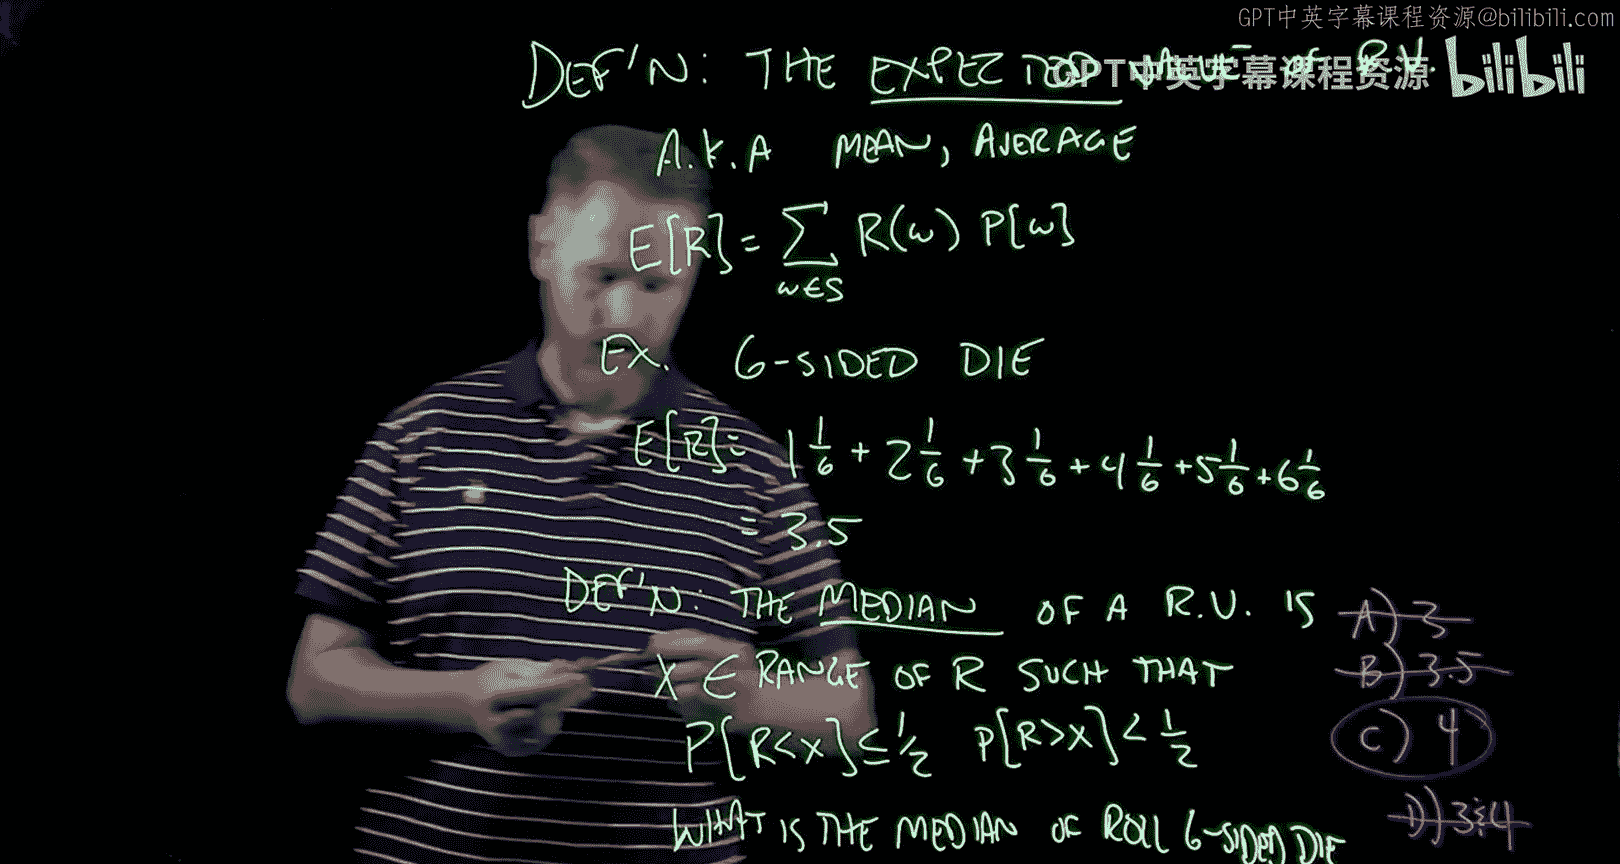 GPT中英字幕课程资源@bilibili.com
DEF'N: THE EXPECTED VALUE OF R.V.
GPT中英字幕课程资源 bilibili
A.K.A MEAN, AVERAGE
E[R] = ∑ R(ω) P[ω]
ω∈S
EX. 6-SIDED DIE
E[R] = 1 1/6 + 2 1/6 + 3 1/6 + 4 1/6 + 5 1/6 + 6 1/6
= 3.5
DEF'N: THE MEDIAN OF A R.V. IS
X ∈ RANGE OF R SUCH THAT
P[R<X] ≤ 1/2 P[R>X] < 1/2
WHAT IS THE MEDIAN OF ROLL 6-SIDED DIE
A) 3
B) 3.5
C) 4
D) 3&4